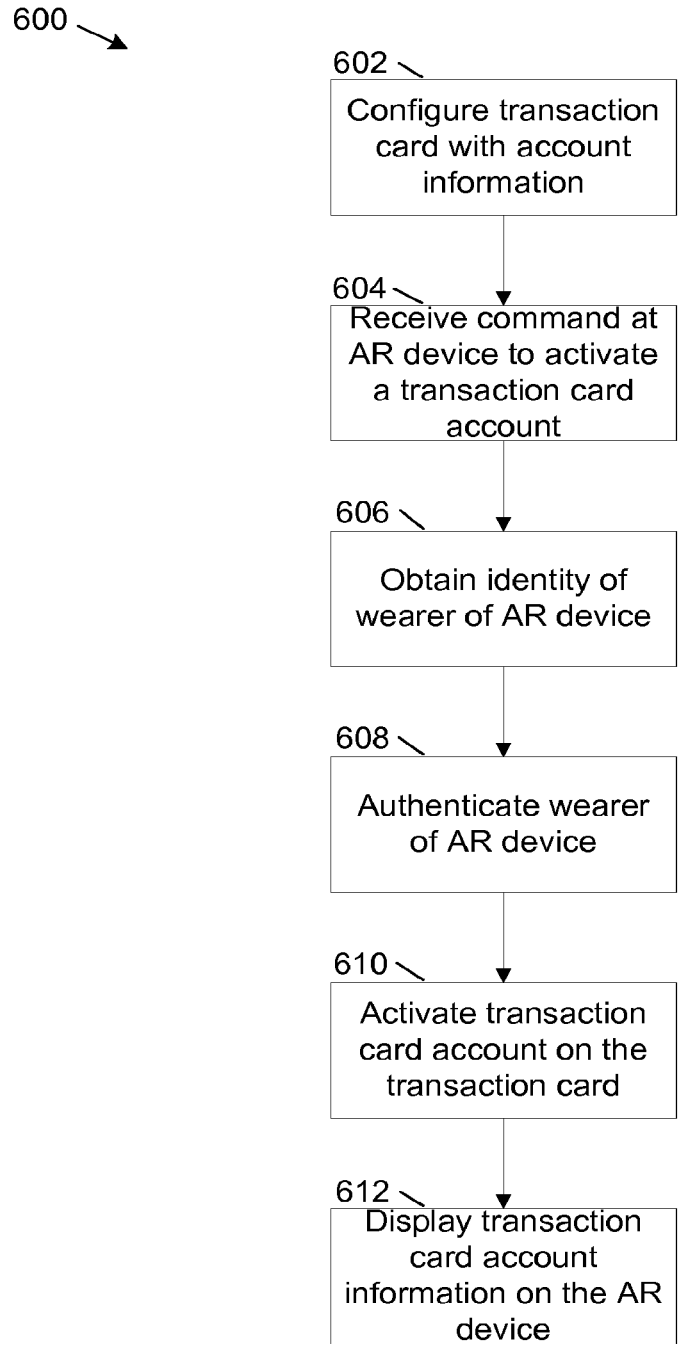 600
602
Configure transaction
card with account
information
604
Receive command at
AR device to activate
a transaction card
account
606
Obtain identity of
wearer of AR device
608
Authenticate wearer
of AR device
610
Activate transaction
card account on the
transaction card
612
Display transaction
card account
information on the AR
device